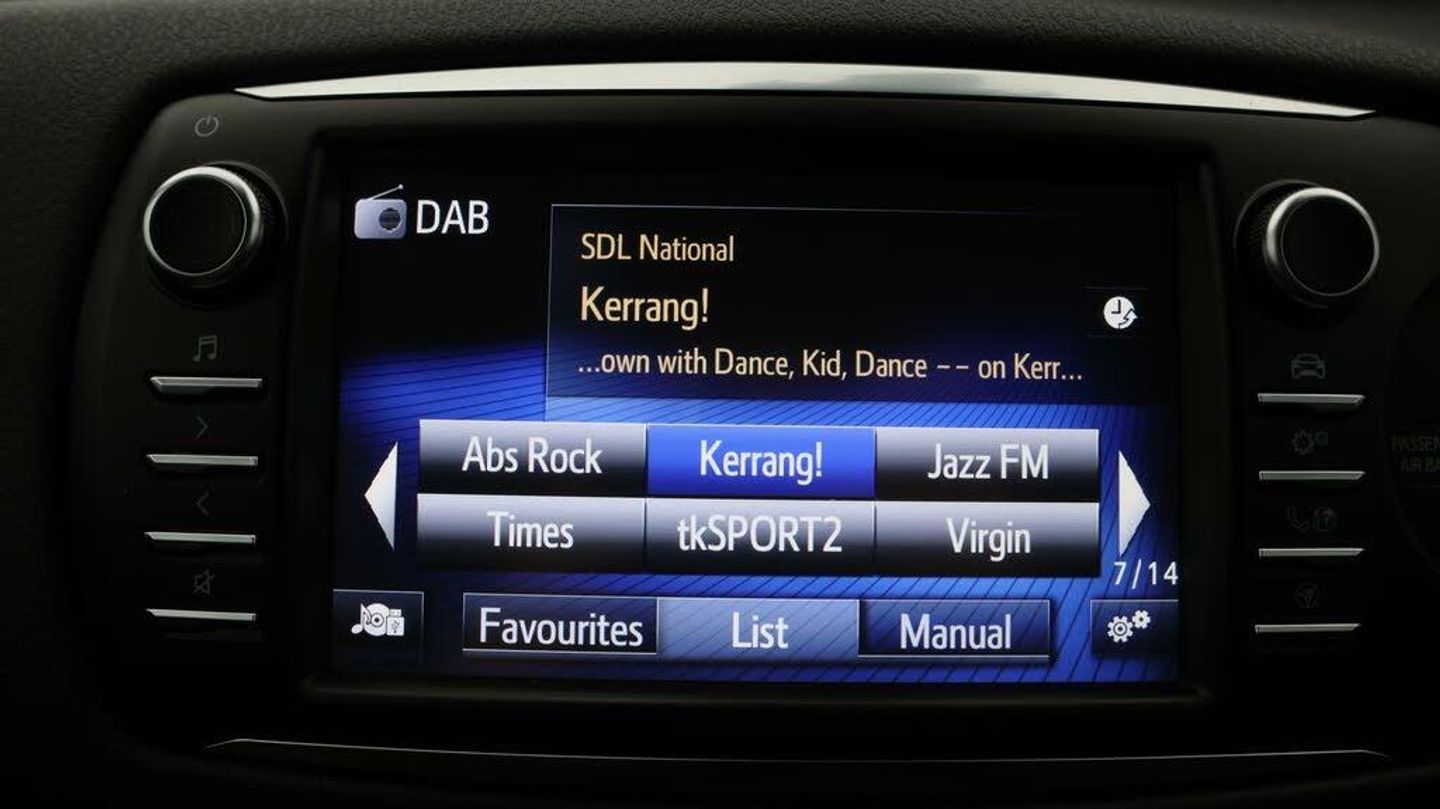 DAB
SDL National
Kerrang!
...own with Dance, Kid, Dance -- on Kerr...
Abs Rock Kerrang! Jazz FM
Times tkSPORT2 Virgin
7/14
Favourites List Manual